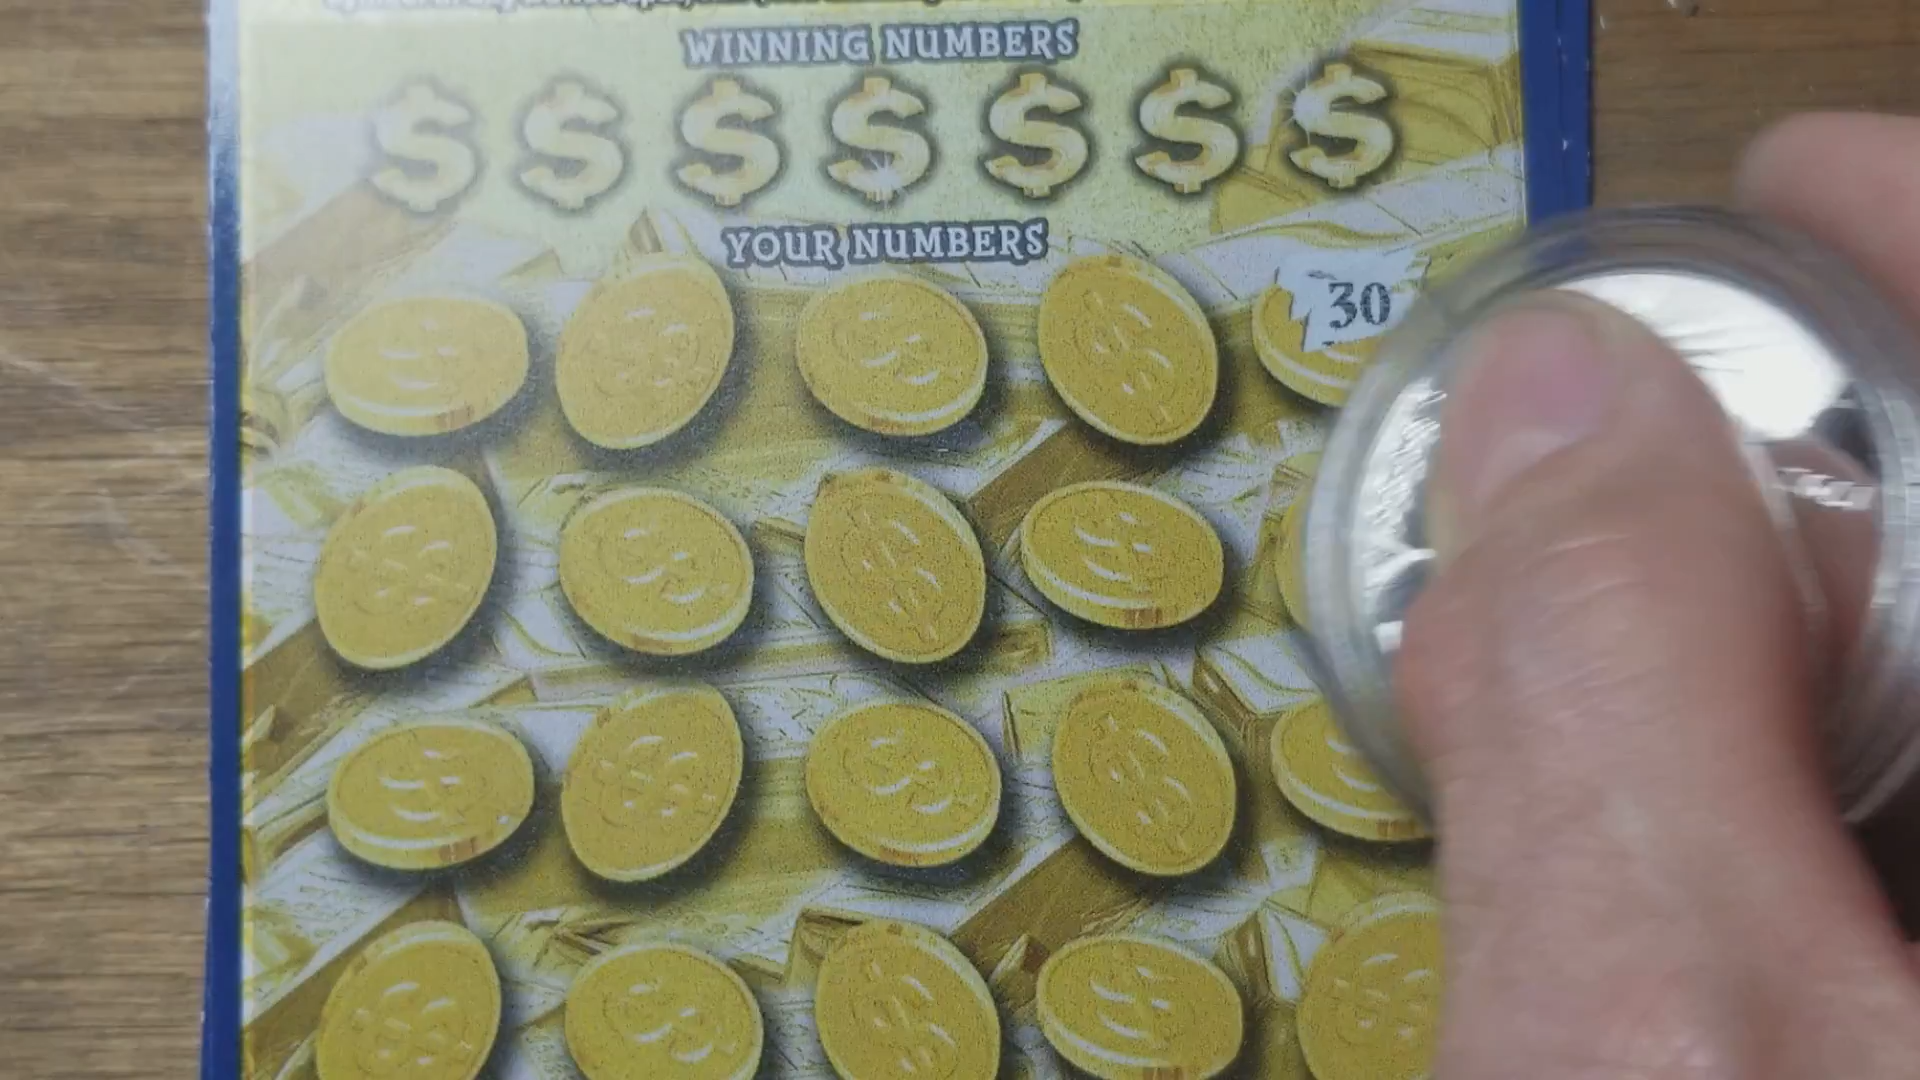 WINNING NUMBERS
$ $ $ $ $ $ $
YOUR NUMBERS
30